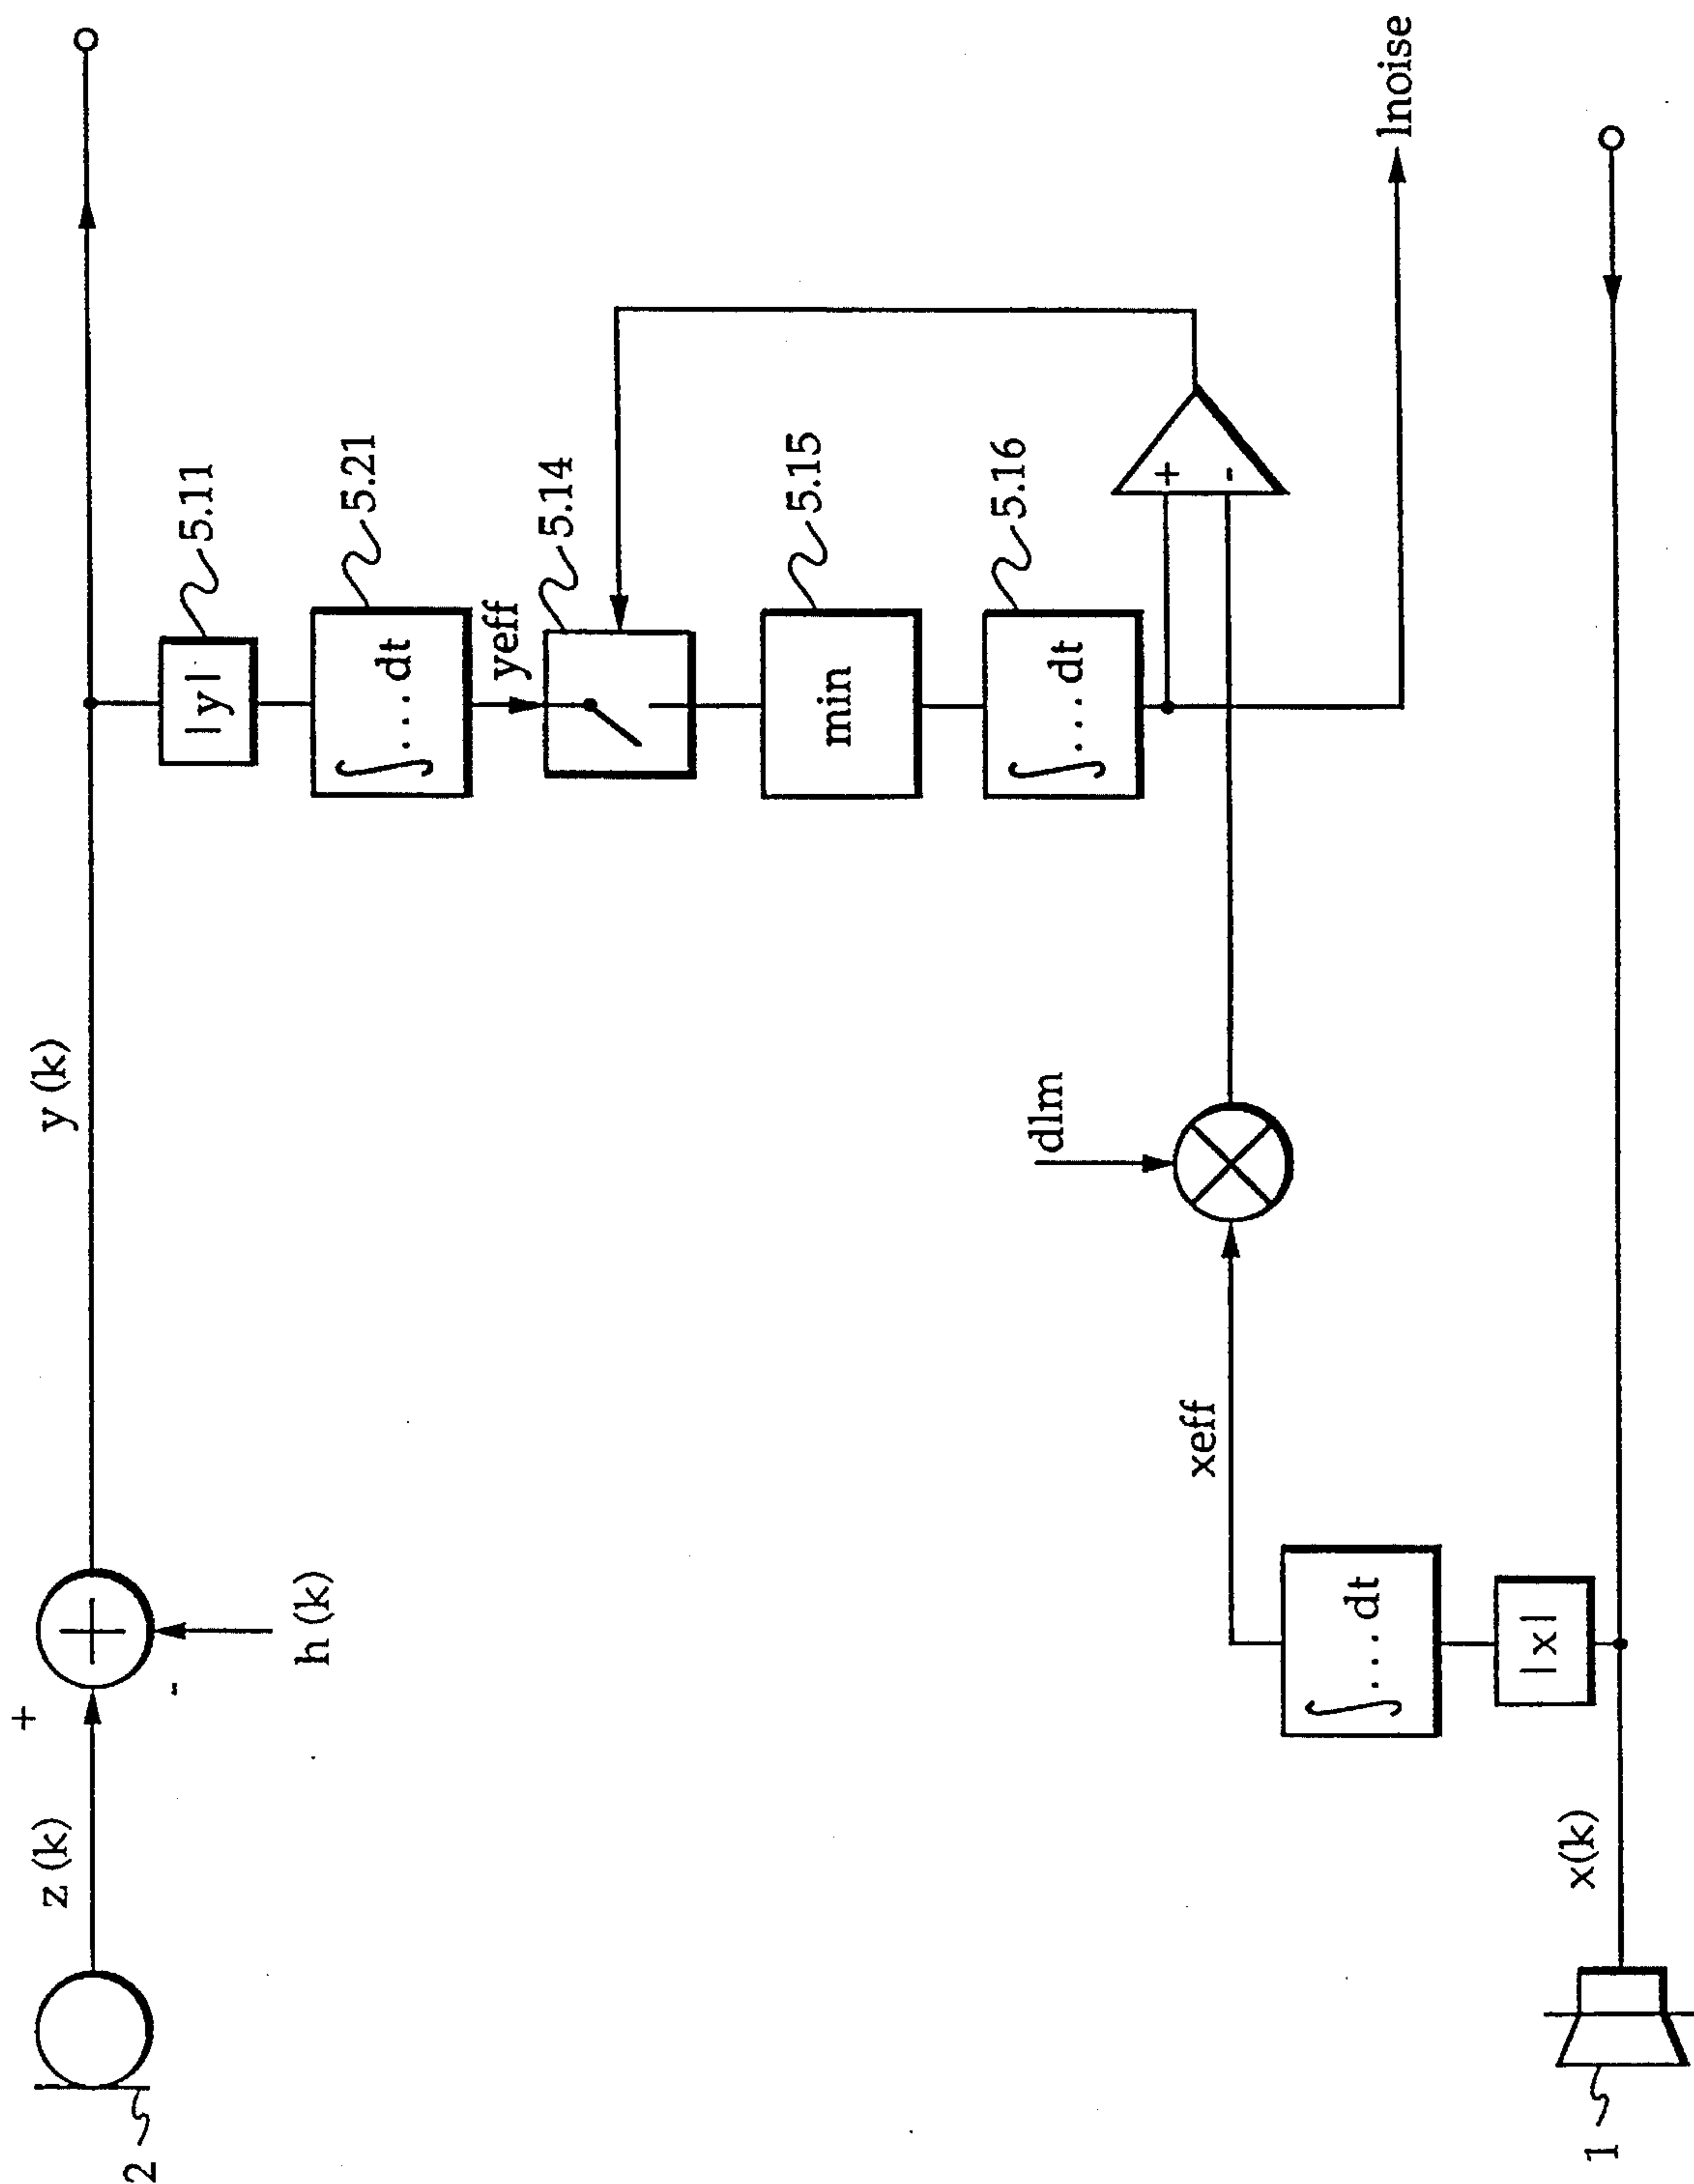 2
z (k)
+
-
h (k)
y (k)
|y|
5.11
∫...dt
5.21
yeff
5.14
min
5.15
∫...dt
5.16
+
-
dlm
xeff
∫...dt
|x|
x(k)
1
lnoise